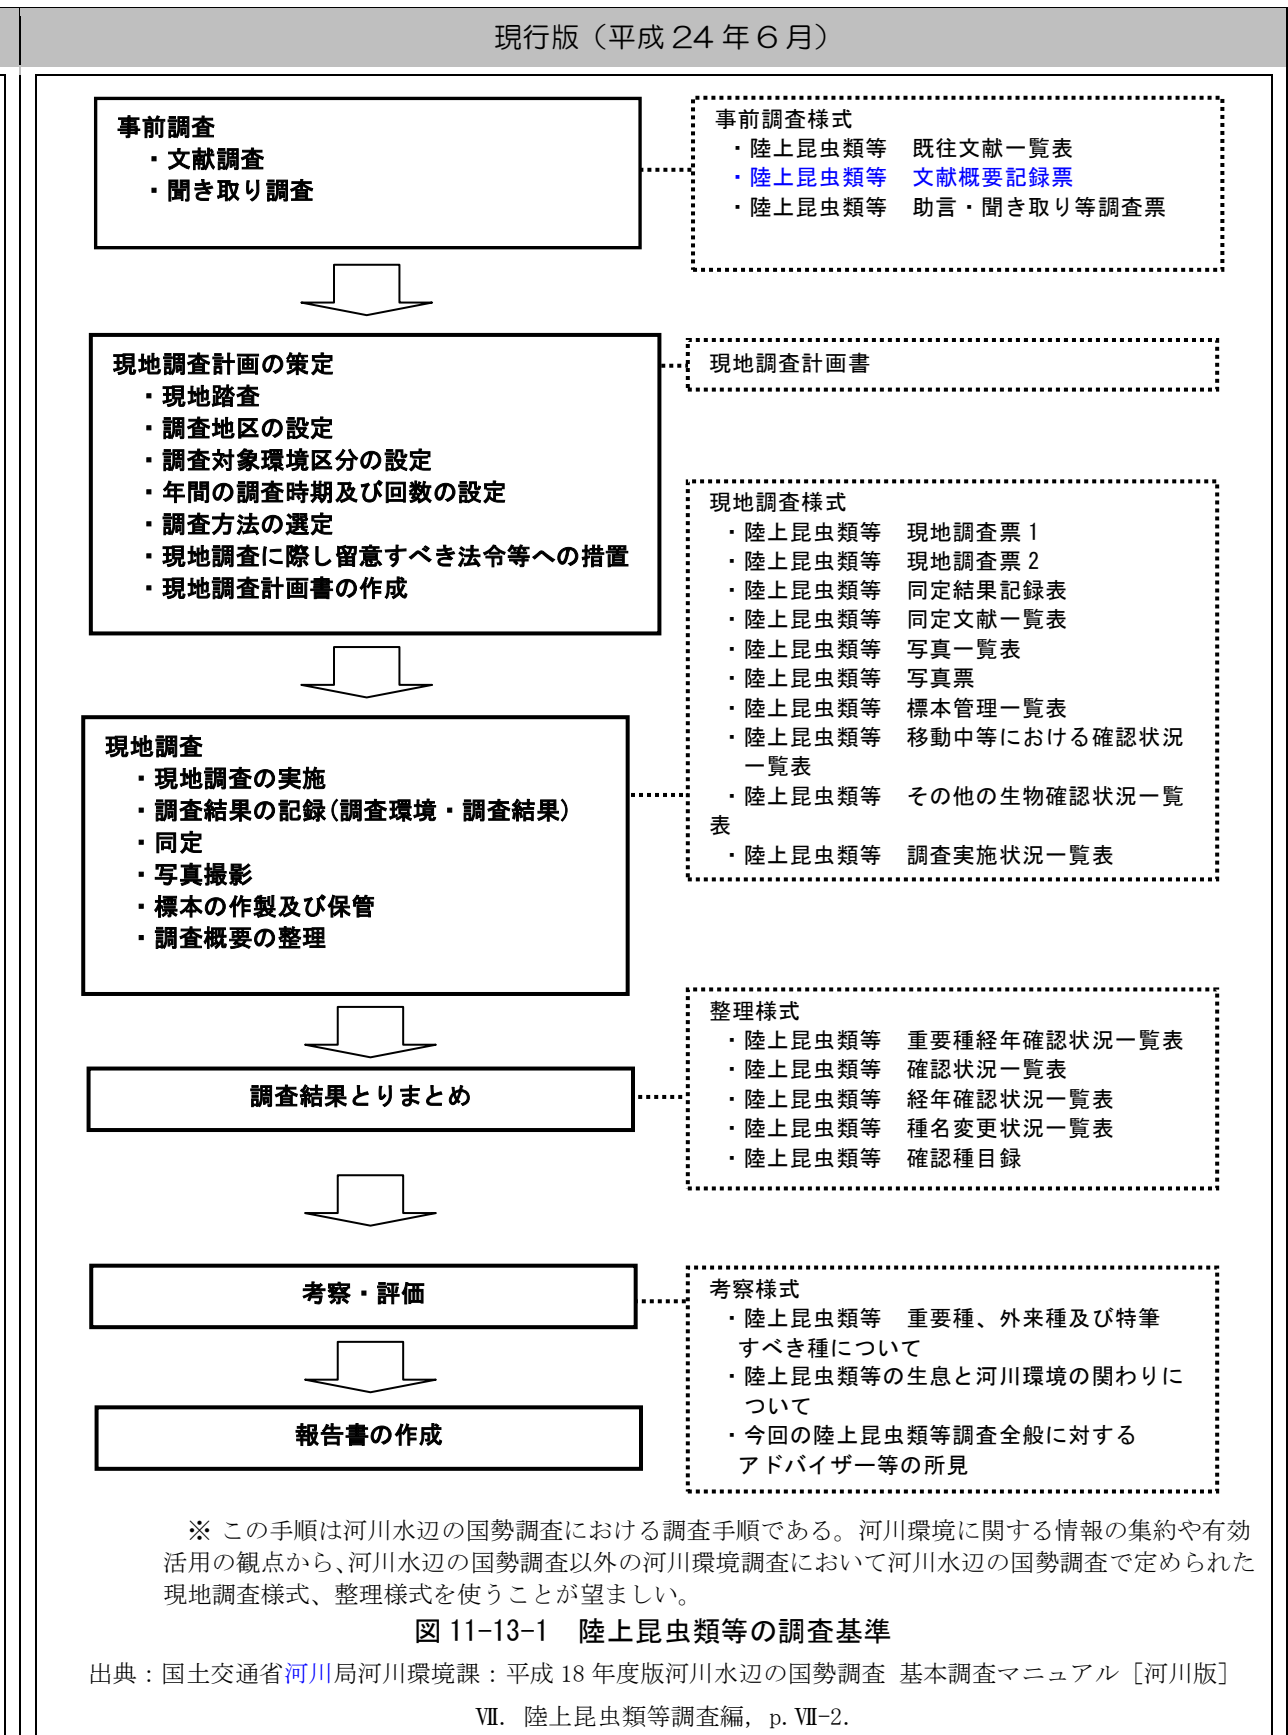 現行版（平成24年6月）
事前調査
・文献調査
・聞き取り調査
事前調査様式
・陸上昆虫類等　既往文献一覧表
・陸上昆虫類等　文献概要記録票
・陸上昆虫類等　助言・聞き取り等調査票
現地調査計画の策定
・現地踏査
・調査地区の設定
・調査対象環境区分の設定
・年間の調査時期及び回数の設定
・調査方法の選定
・現地調査に際し留意すべき法令等への措置
・現地調査計画書の作成
現地調査計画書
現地調査様式
・陸上昆虫類等　現地調査票1
・陸上昆虫類等　現地調査票2
・陸上昆虫類等　同定結果記録表
・陸上昆虫類等　同定文献一覧表
・陸上昆虫類等　写真一覧表
・陸上昆虫類等　写真票
・陸上昆虫類等　標本管理一覧表
・陸上昆虫類等　移動中等における確認状況
一覧表
・陸上昆虫類等　その他の生物確認状況一覧
表
・陸上昆虫類等　調査実施状況一覧表
現地調査
・現地調査の実施
・調査結果の記録(調査環境・調査結果)
・同定
・写真撮影
・標本の作製及び保管
・調査概要の整理
調査結果とりまとめ
整理様式
・陸上昆虫類等　重要種経年確認状況一覧表
・陸上昆虫類等　確認状況一覧表
・陸上昆虫類等　経年確認状況一覧表
・陸上昆虫類等　種名変更状況一覧表
・陸上昆虫類等　確認種目録
考察・評価
考察様式
・陸上昆虫類等　重要種、外来種及び特筆
すべき種について
・陸上昆虫類等の生息と河川環境の関わりに
ついて
・今回の陸上昆虫類等調査全般に対する
アドバイザー等の所見
報告書の作成
※ この手順は河川水辺の国勢調査における調査手順である。河川環境に関する情報の集約や有効
活用の観点から、河川水辺の国勢調査以外の河川環境調査において河川水辺の国勢調査で定められた
現地調査様式、整理様式を使うことが望ましい。
図11-13-1　陸上昆虫類等の調査基準
出典：国土交通省河川局河川環境課：平成18年度版河川水辺の国勢調査 基本調査マニュアル［河川版］
Ⅶ. 陸上昆虫類等調査編, p.Ⅶ-2.